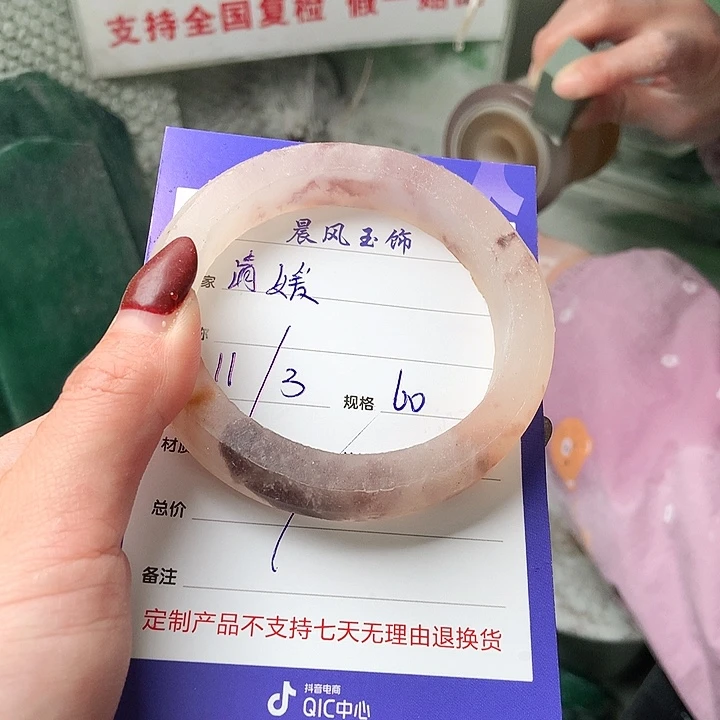 支持全国复检 假一赔
晨风玉饰
家 清媛
尔
11/3 规格 60
材质
总价
备注
定制产品不支持七天无理由退换货
抖音电商
QIC中心